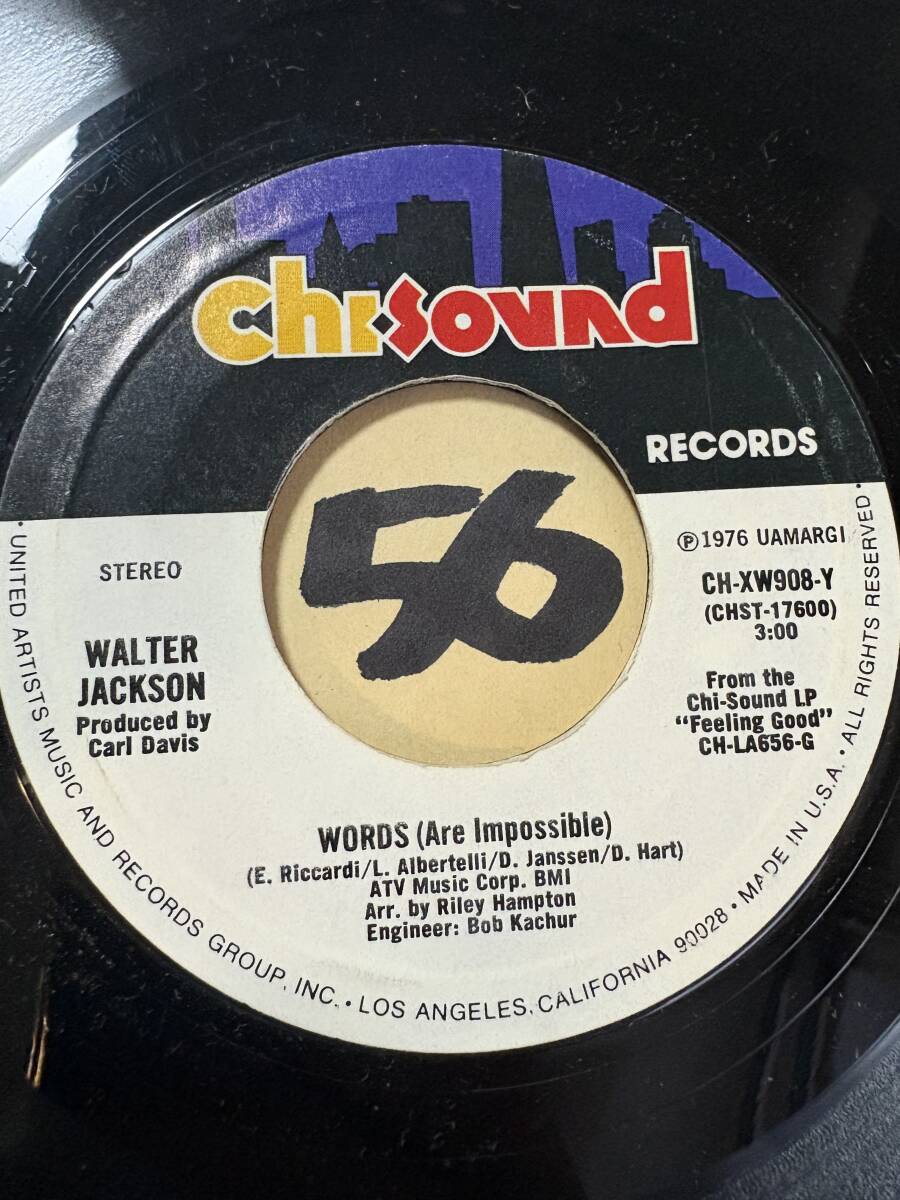 Chi-Sound
RECORDS
56
STEREO
WALTER
JACKSON
Produced by
Carl Davis
℗1976 UAMARGI
CH-XW908-Y
(CHST-17600)
3:00
From the
Chi-Sound LP
"Feeling Good"
CH-LA656-G
WORDS (Are Impossible)
(E. Riccardi/L. Albertelli/D. Janssen/D. Hart)
ATV Music Corp. BMI
Arr. by Riley Hampton
Engineer: Bob Kachur
• UNITED ARTISTS MUSIC AND RECORDS GROUP, INC. • LOS ANGELES, CALIFORNIA 90028 • MADE IN U.S.A. • ALL RIGHTS RESERVED •